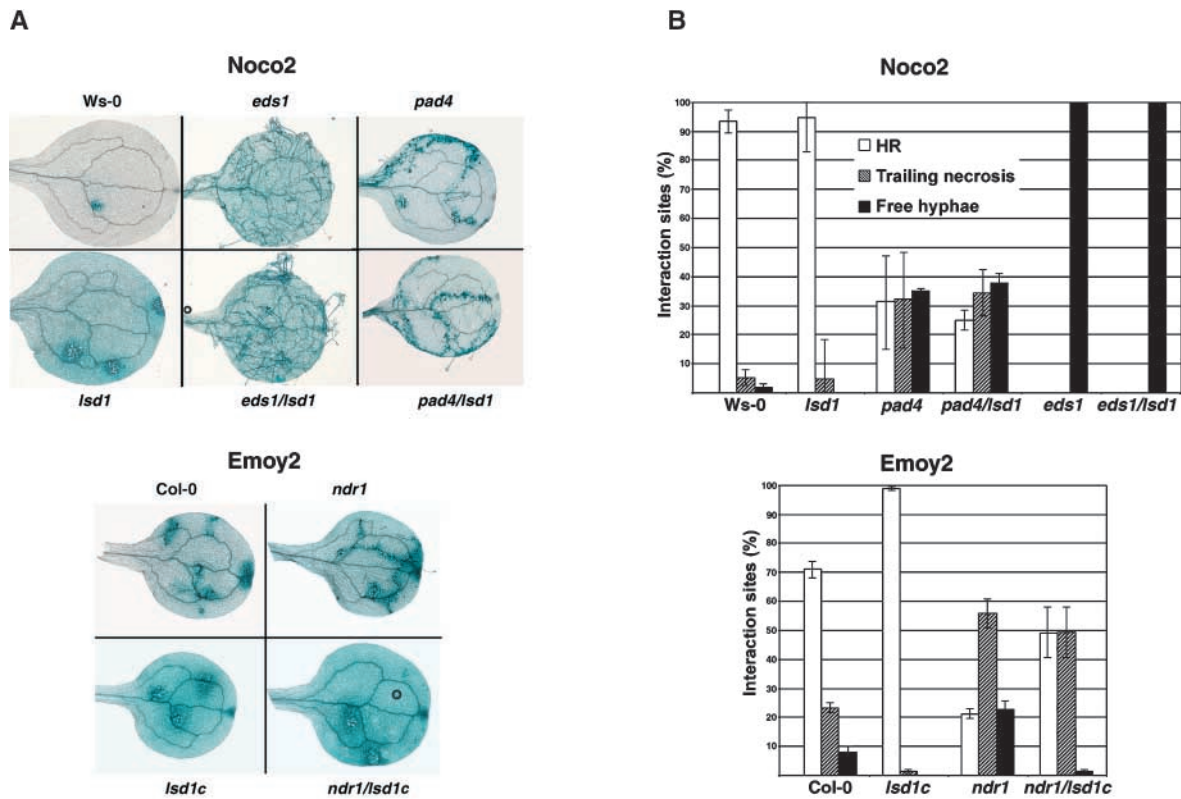 A
Noco2
Ws-0 eds1 pad4
lsd1 eds1/lsd1 pad4/lsd1
Emoy2
Col-0 ndr1
lsd1c ndr1/lsd1c
B
Noco2
Interaction sites (%)
100
90
80
70
60
50
40
30
20
10
HR
Trailing necrosis
Free hyphae
Ws-0 lsd1 pad4 pad4/lsd1 eds1 eds1/lsd1
Emoy2
Interaction sites (%)
100
90
80
70
60
50
40
30
20
10
Col-0 lsd1c ndr1 ndr1/lsd1c